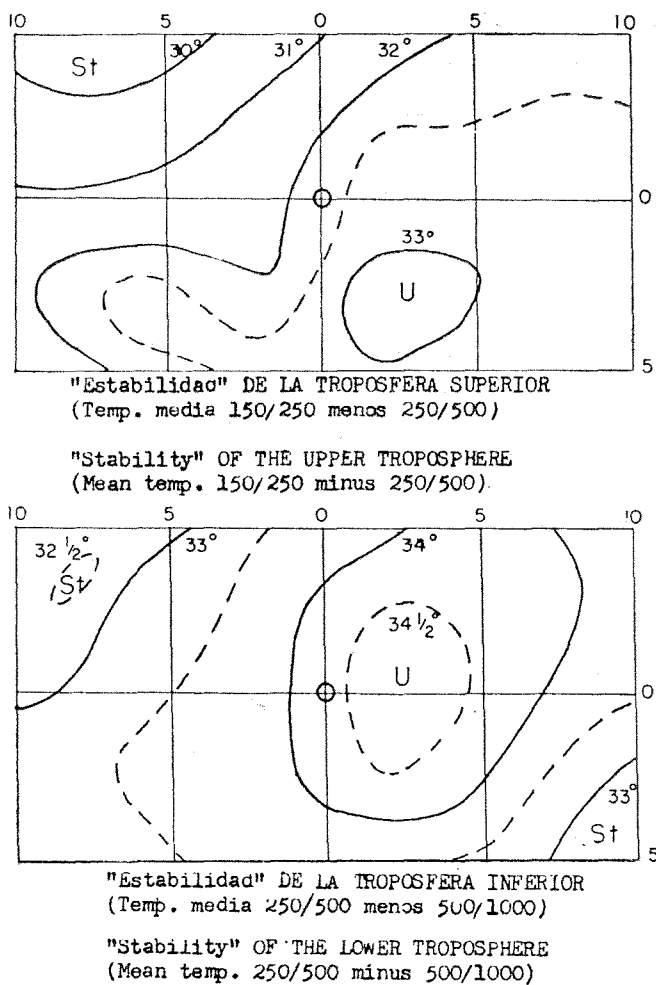 10 5 0 5 10
30° 31° 32°
St
0
33°
U
5
"Estabilidad" DE LA TROPOSFERA SUPERIOR
(Temp. media 150/250 menos 250/500)
"Stability" OF THE UPPER TROPOSPHERE
(Mean temp. 150/250 minus 250/500)
10 5 0 5 10
32 ½° 33° 34°
St
34 ½°
U
0
33°
St
5
"Estabilidad" DE LA TROPOSFERA INFERIOR
(Temp. media 250/500 menos 500/1000)
"Stability" OF THE LOWER TROPOSPHERE
(Mean temp. 250/500 minus 500/1000)